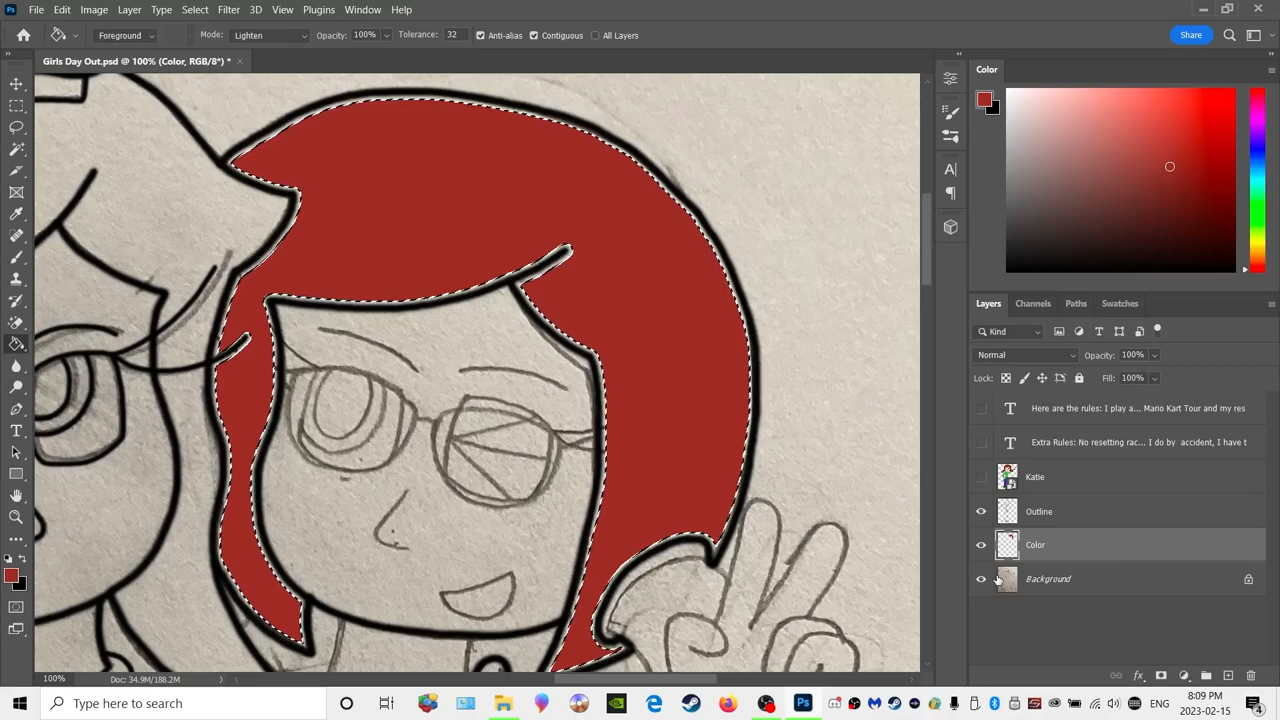 File Edit Image Layer Type Select Filter 3D View Plugins Window Help
Foreground Mode: Lighten Opacity: 100% Tolerance: 32 Anti-alias Contiguous All Layers Share
Girls Day Out.psd @ 100% (Color, RGB/8*) * ×
Color
Layers Channels Paths Swatches
Kind
Normal Opacity: 100%
Lock: Fill: 100%
Here are the rules: I play a... Mario Kart Tour and my res
Extra Rules: No resetting rac... I do by accident, I have t
Katie
Outline
Color
Background
100% Doc: 34.9M/188.2M
Type here to search
ENG
8:09 PM
2023-02-15
4